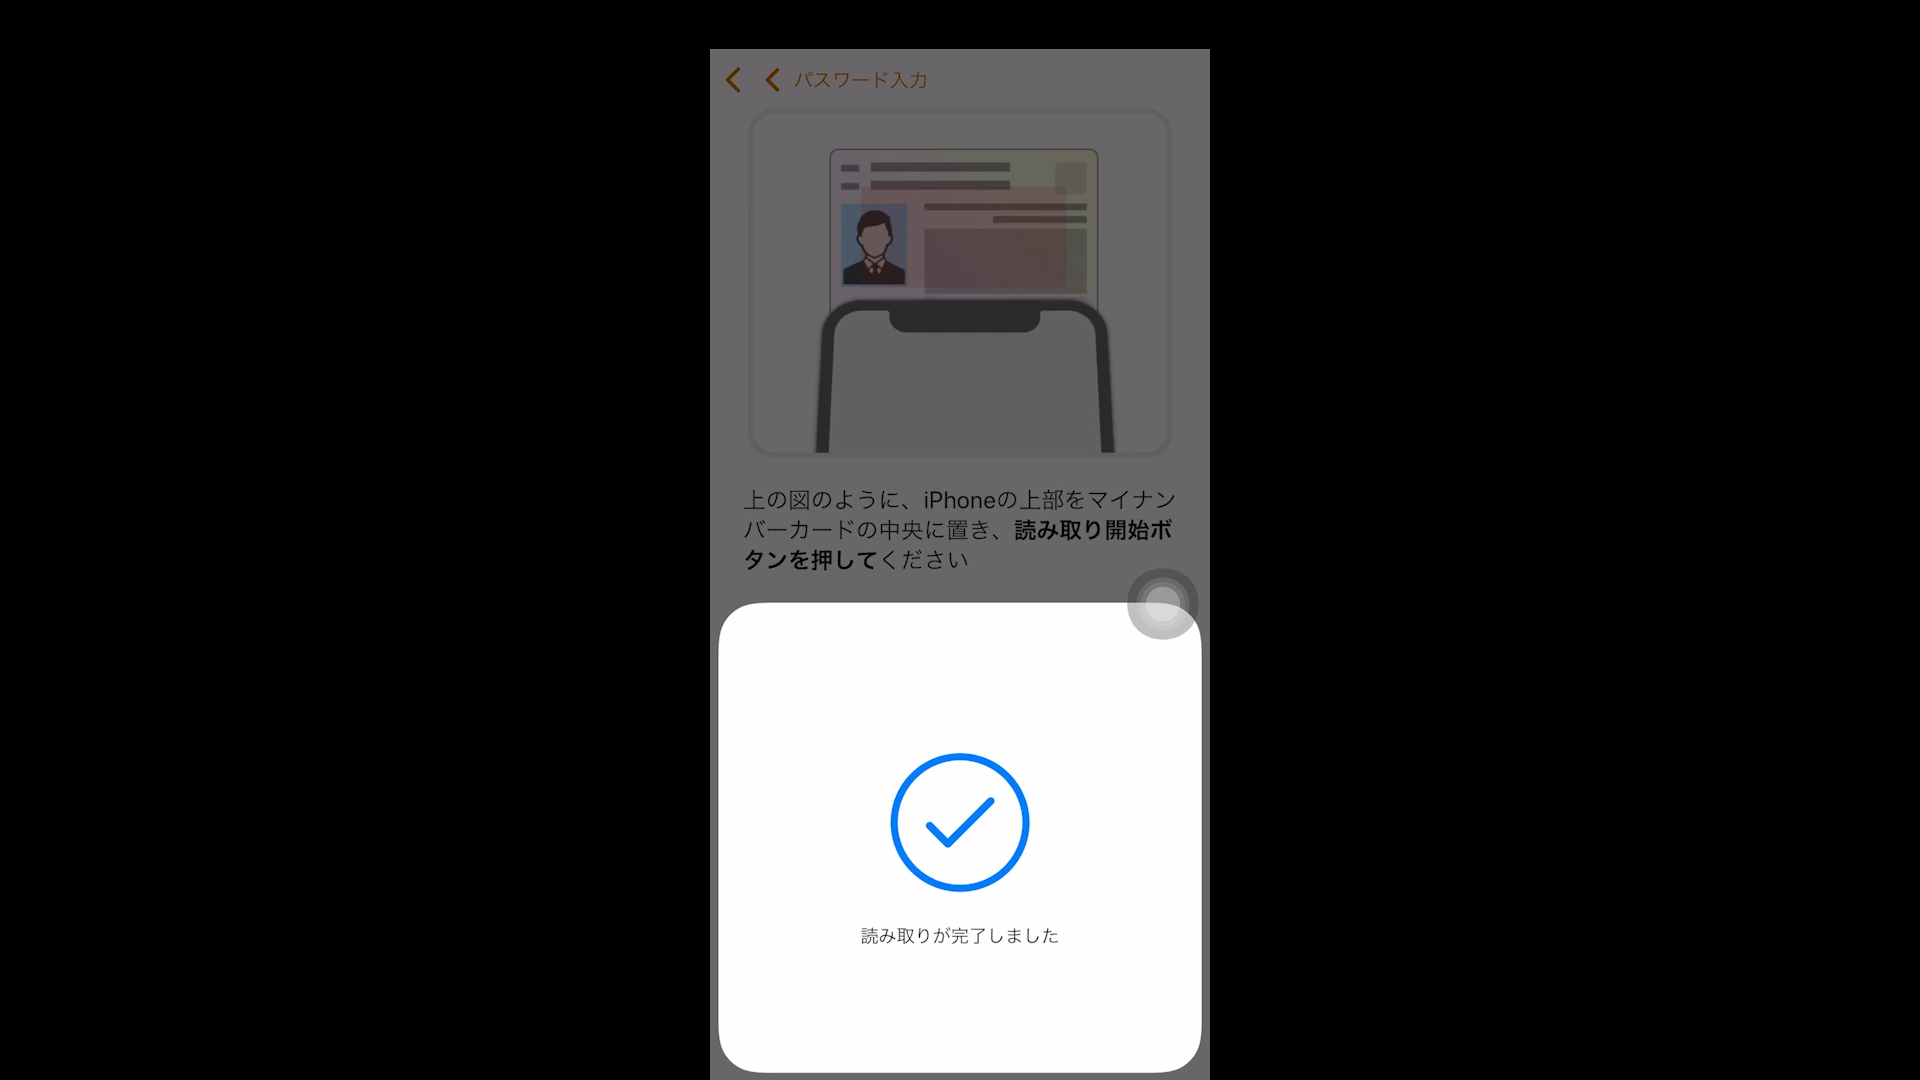 パスワード入力
上の図のように、iPhoneの上部をマイナン
バーカードの中央に置き、読み取り開始ボ
タンを押してください
読み取りが完了しました